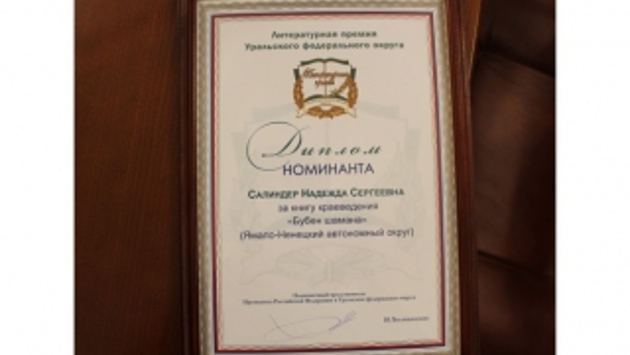 Литературная премия
Уральского федерального округа
Диплом
НОМИНАНТА
Салиндер Надежда Сергеевна
за книгу краеведения
«Бубен шамана»
(Ямало-Ненецкий автономный округ)
Полномочный представитель
Президента Российской Федерации в Уральском федеральном округе